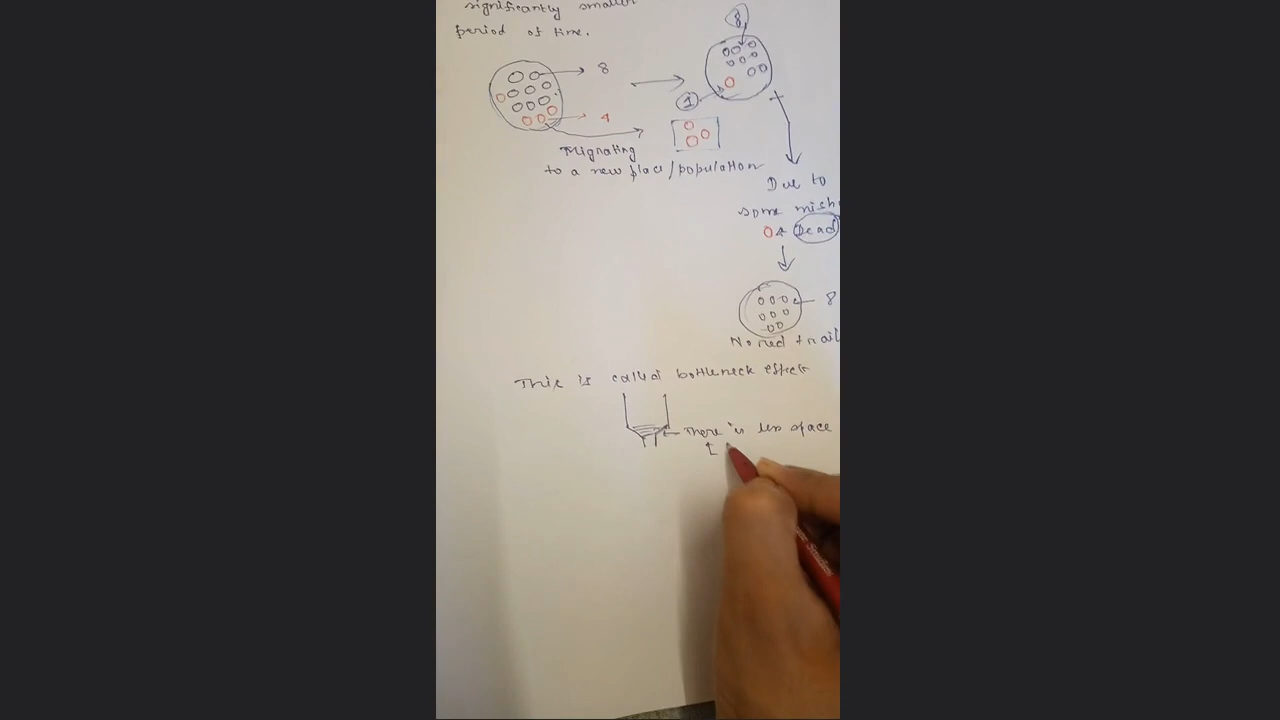 significantly smaller
period of time.
8
8
4
1
Migrating
to a new place/population
Due to
some mish
Dead
8
No red trait
This is called bottleneck effect
There is less space